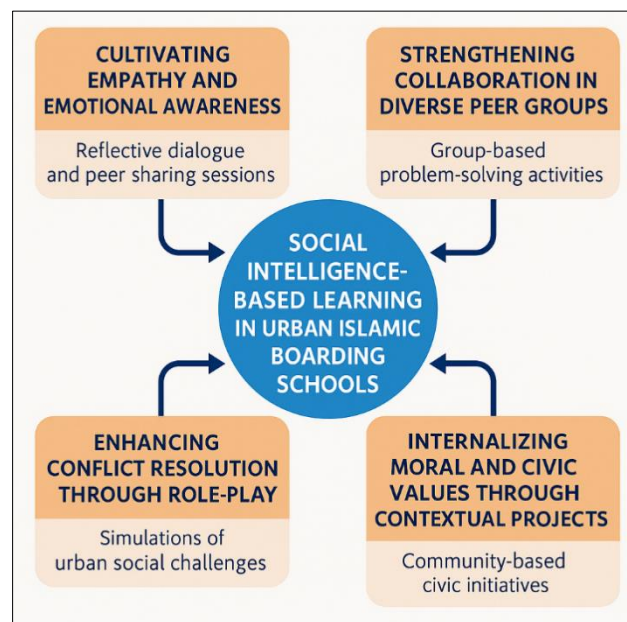 CULTIVATING
EMPATHY AND
EMOTIONAL AWARENESS
Reflective dialogue
and peer sharing sessions
STRENGTHENING
COLLABORATION IN
DIVERSE PEER GROUPS
Group-based
problem-solving activities
SOCIAL
INTELLIGENCE-
BASED LEARNING
IN URBAN ISLAMIC
BOARDING
SCHOOLS
ENHANCING
CONFLICT RESOLUTION
THROUGH ROLE-PLAY
Simulations of
urban social challenges
INTERNALIZING
MORAL AND CIVIC
VALUES THROUGH
CONTEXTUAL PROJECTS
Community-based
civic initiatives